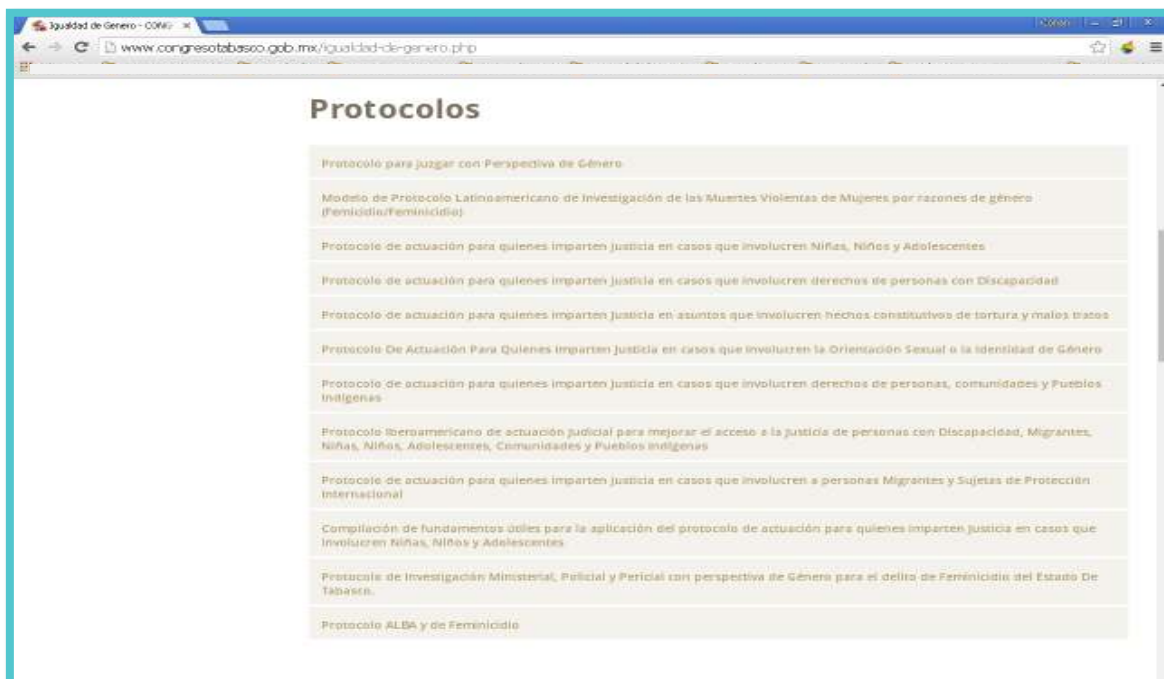 Igualdad de Genero - CONG
www.congresotabasco.gob.mx/igualdad-de-genero.php
Protocolos
Protocolo para juzgar con Perspectiva de Género
Modelo de Protocolo Latinoamericano de Investigación de las Muertes Violentas de Mujeres por razones de género
(Femicidio/Feminicidio)
Protocolo de actuación para quienes imparten justicia en casos que involucren Niñas, Niños y Adolescentes
Protocolo de actuación para quienes imparten justicia en casos que involucren derechos de personas con Discapacidad
Protocolo de actuación para quienes imparten justicia en asuntos que involucren hechos constitutivos de tortura y malos tratos
Protocolo De Actuación Para Quienes Imparten Justicia en casos que involucren la Orientación Sexual o la Identidad de Género
Protocolo de actuación para quienes imparten justicia en casos que involucren derechos de personas, comunidades y Pueblos
Indígenas
Protocolo Iberoamericano de actuación judicial para mejorar el acceso a la justicia de personas con Discapacidad, Migrantes,
Niñas, Niños, Adolescentes, Comunidades y Pueblos Indígenas
Protocolo de actuación para quienes imparten justicia en casos que involucren a personas Migrantes y Sujetas de Protección
Internacional
Compilación de fundamentos útiles para la aplicación del protocolo de actuación para quienes imparten justicia en casos que
involucren Niñas, Niños y Adolescentes
Protocolo de Investigación Ministerial, Policial y Pericial con perspectiva de Género para el delito de Feminicidio del Estado De
Tabasco.
Protocolo ALBA y de Feminicidio